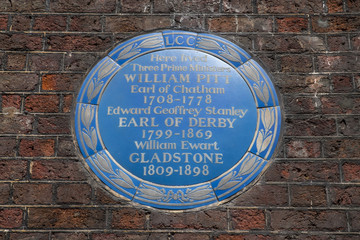 LCC
Here lived
Three Prime Ministers
WILLIAM PITT
Earl of Chatham
1708-1778
Edward Geoffrey Stanley
EARL OF DERBY
1799-1869
William Ewart
GLADSTONE
1809-1898